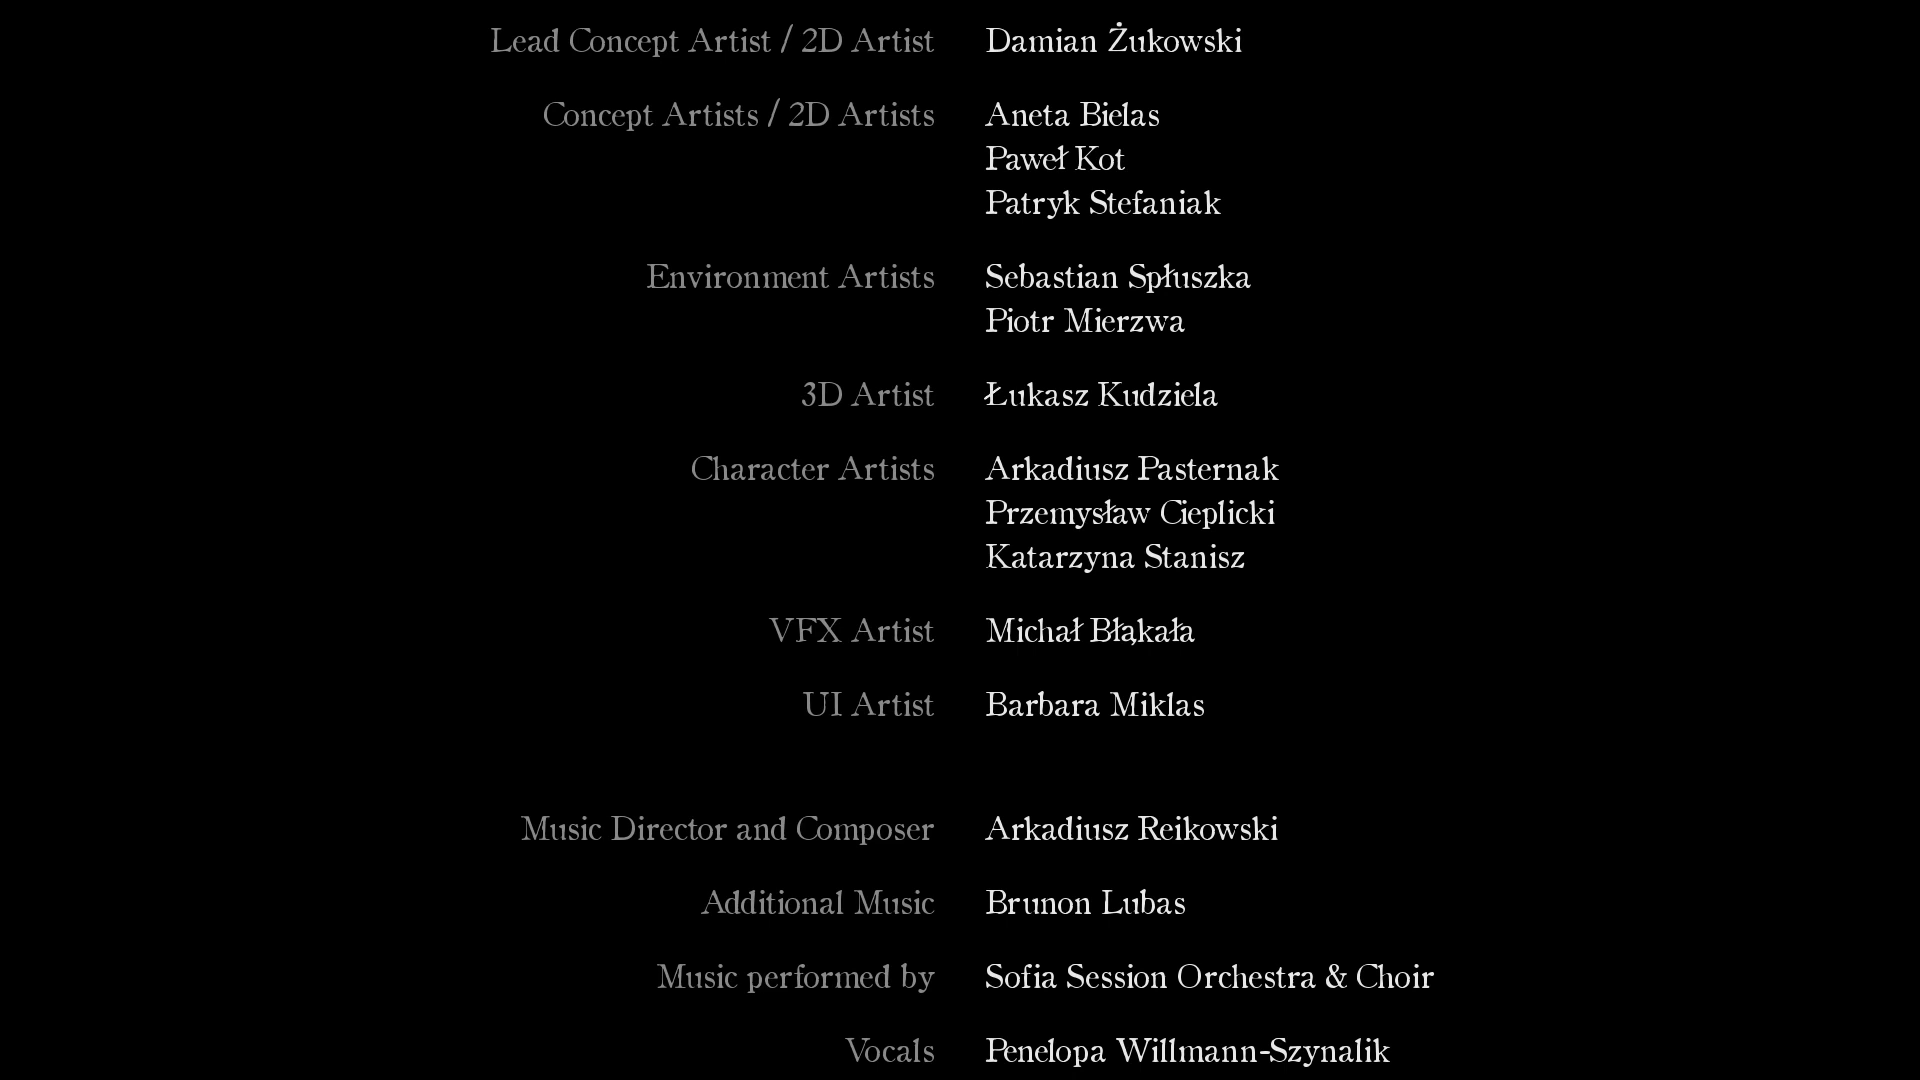 Lead Concept Artist / 2D Artist Damian Żukowski
Concept Artists / 2D Artists Aneta Bielas
Paweł Kot
Patryk Stefaniak
Environment Artists Sebastian Spłuszka
Piotr Mierzwa
3D Artist Łukasz Kudziela
Character Artists Arkadiusz Pasternak
Przemysław Cieplicki
Katarzyna Stanisz
VFX Artist Michał Błąkała
UI Artist Barbara Miklas
Music Director and Composer Arkadiusz Reikowski
Additional Music Brunon Lubas
Music performed by Sofia Session Orchestra & Choir
Vocals Penelopa Willmann-Szynalik